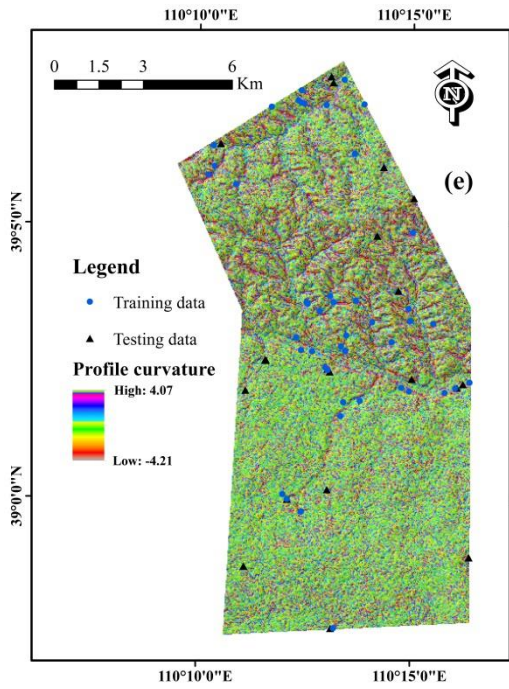 110°10'0"E 110°15'0"E
0 1.5 3 6
Km
N
(e)
39°5'0"N
Legend
Training data
Testing data
Profile curvature
High: 4.07
Low: -4.21
39°0'0"N
110°10'0"E 110°15'0"E